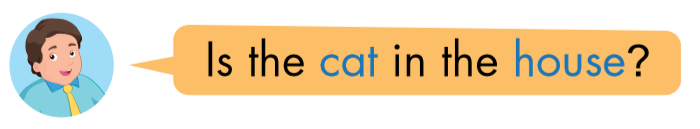 Is the cat in the house?